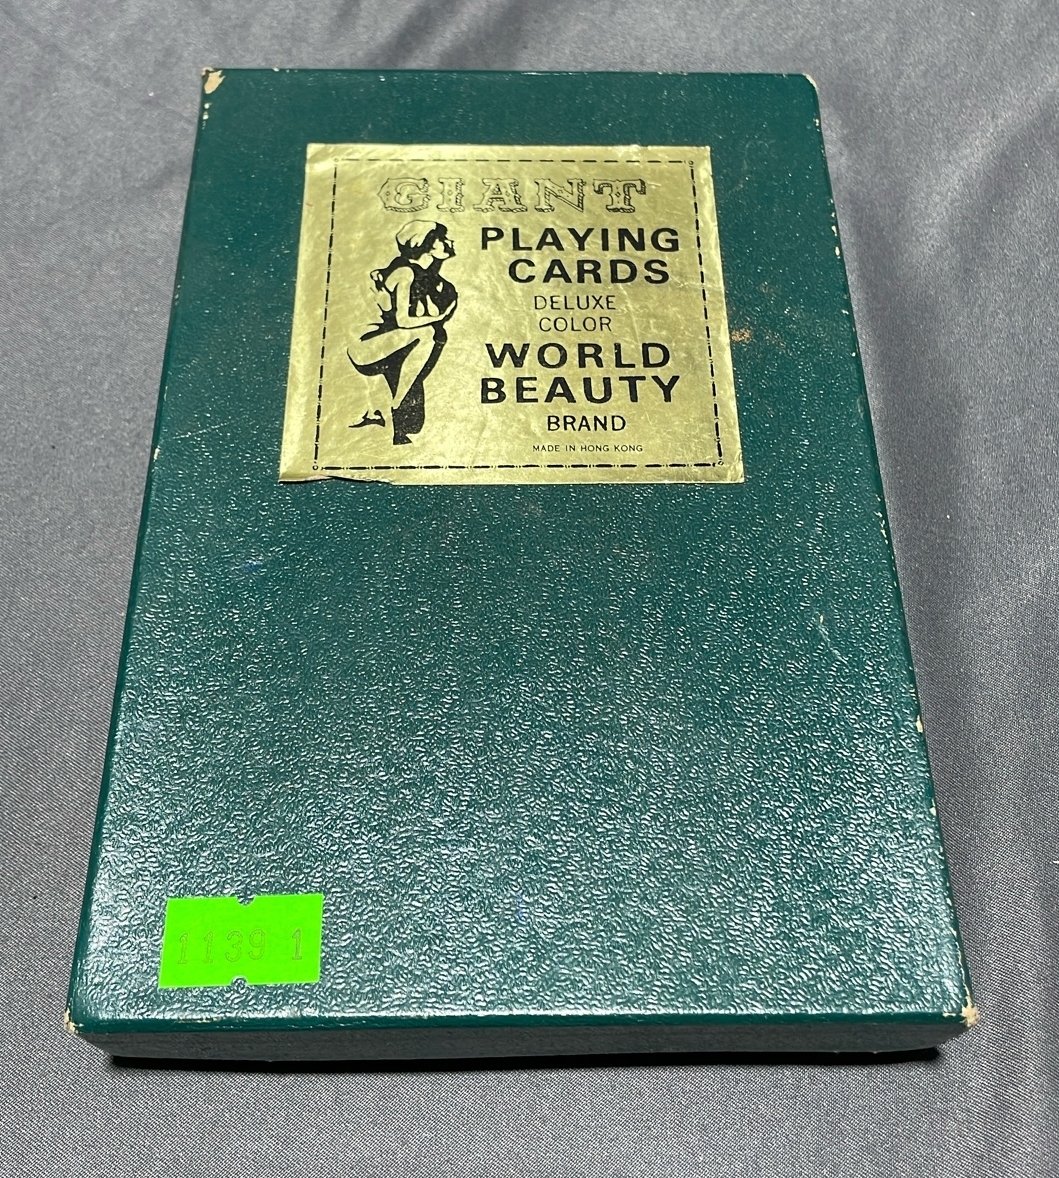 GIANT
PLAYING
CARDS
DELUXE
COLOR
WORLD
BEAUTY
BRAND
MADE IN HONG KONG
1139 1